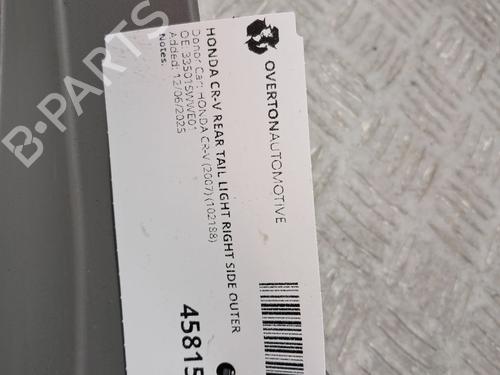 OVERTONAUTOMOTIVE
HONDA CR-V REAR TAIL LIGHT RIGHT SIDE OUTER
Donor Car: HONDA CR-V (2007) (102188)
OE: 33501SWWE01
Added: 12/06/2025
Notes:
45815
B-PARTS